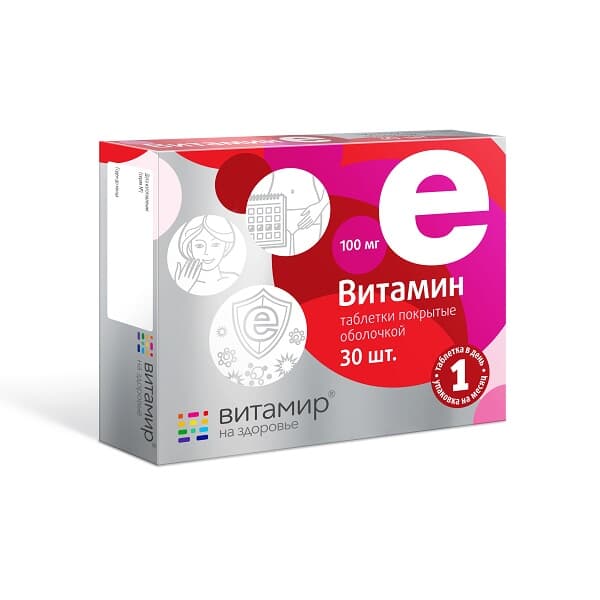 e
100 мг
Витамин
таблетки покрытые
оболочкой
30 шт.
1
таблетка в день
упаковка на месяц
e
витамир®
на здоровье
витамир®
на здоровье